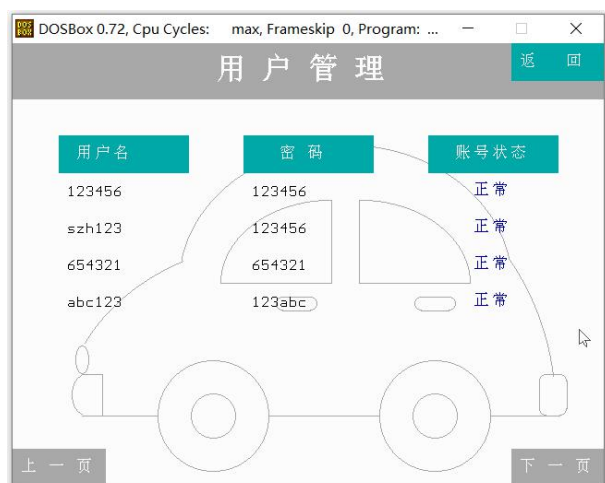 DOSBox 0.72, Cpu Cycles: max, Frameskip 0, Program: ...
用户管理
返 回
用户名 密 码 账号状态
123456 123456 正常
szh123 123456 正常
654321 654321 正常
abc123 123abc 正常
上一页 下一页